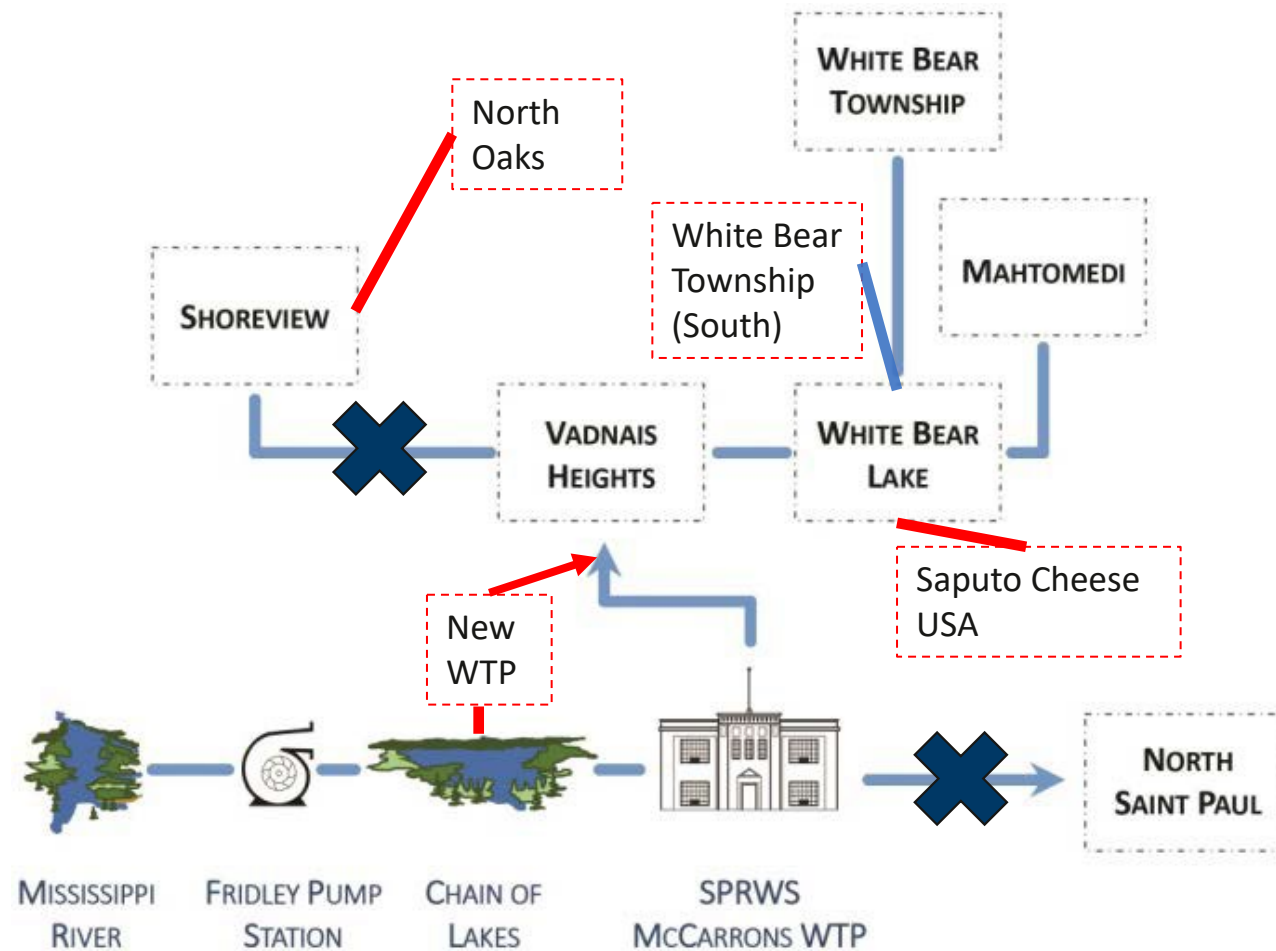 WHITE BEAR
TOWNSHIP
North
Oaks
White Bear
Township
(South)
MAHTOMEDI
SHOREVIEW
VADNAIS
HEIGHTS
WHITE BEAR
LAKE
Saputo Cheese
USA
New
WTP
NORTH
SAINT PAUL
MISSISSIPPI
RIVER
FRIDLEY PUMP
STATION
CHAIN OF
LAKES
SPRWS
MCCARRONS WTP